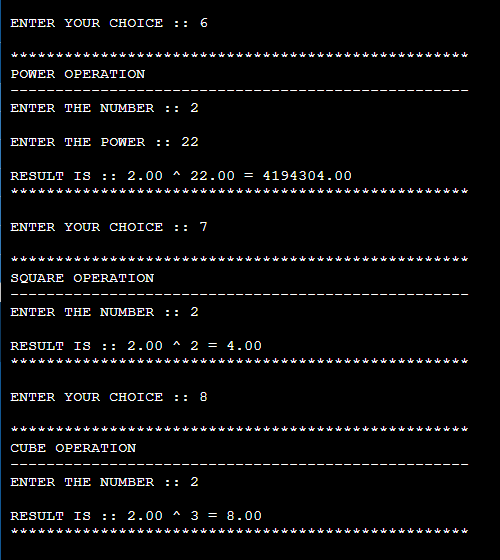 ENTER YOUR CHOICE :: 6
***************************************************
POWER OPERATION
---------------------------------------------------
ENTER THE NUMBER :: 2
ENTER THE POWER :: 22
RESULT IS :: 2.00 ^ 22.00 = 4194304.00
***************************************************
ENTER YOUR CHOICE :: 7
***************************************************
SQUARE OPERATION
---------------------------------------------------
ENTER THE NUMBER :: 2
RESULT IS :: 2.00 ^ 2 = 4.00
***************************************************
ENTER YOUR CHOICE :: 8
***************************************************
CUBE OPERATION
---------------------------------------------------
ENTER THE NUMBER :: 2
RESULT IS :: 2.00 ^ 3 = 8.00
***************************************************